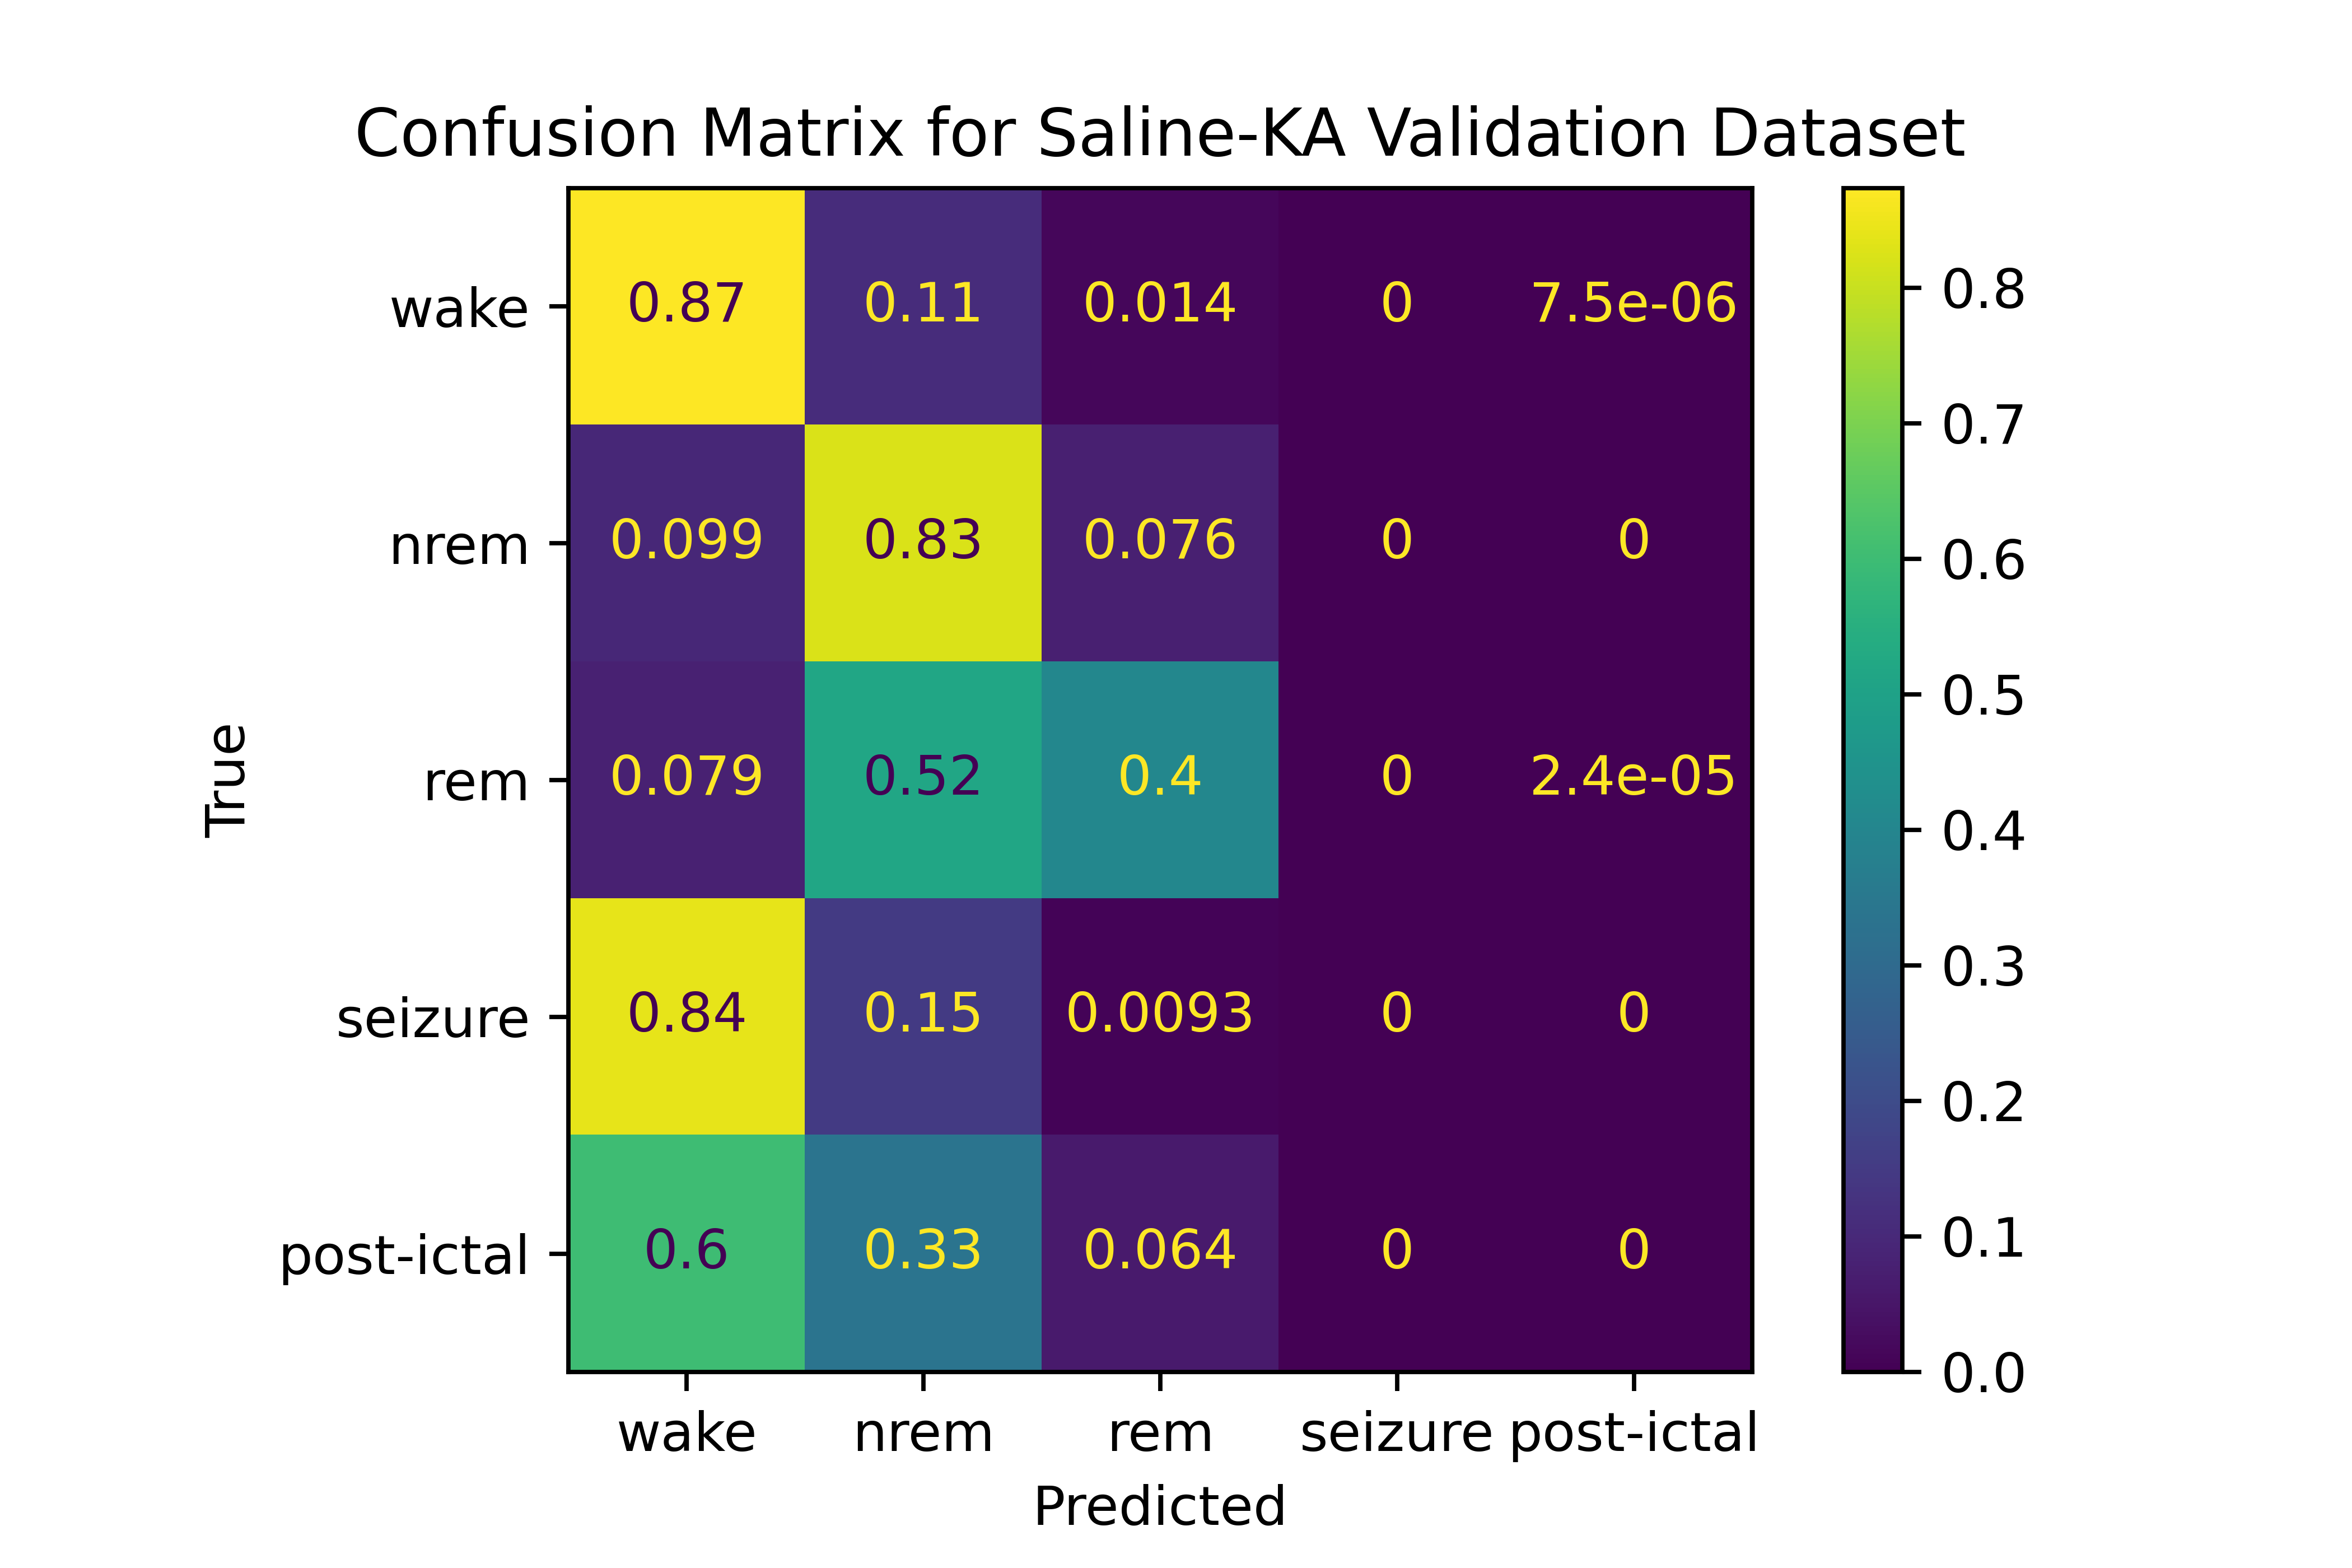 Confusion Matrix for Saline-KA Validation Dataset
wake 0.87 0.11 0.014 0 7.5e-06
nrem 0.099 0.83 0.076 0 0
rem 0.079 0.52 0.4 0 2.4e-05
seizure 0.84 0.15 0.0093 0 0
post-ictal 0.6 0.33 0.064 0 0
True
wake nrem rem seizure post-ictal
Predicted
0.8
0.7
0.6
0.5
0.4
0.3
0.2
0.1
0.0